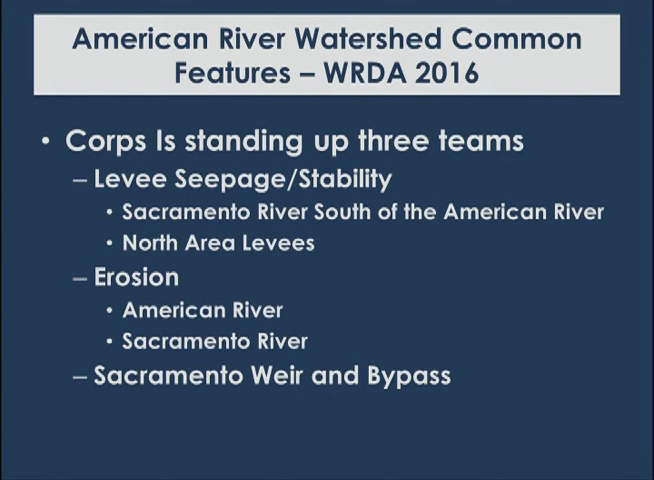 American River Watershed Common
Features – WRDA 2016
• Corps Is standing up three teams
– Levee Seepage/Stability
• Sacramento River South of the American River
• North Area Levees
– Erosion
• American River
• Sacramento River
– Sacramento Weir and Bypass